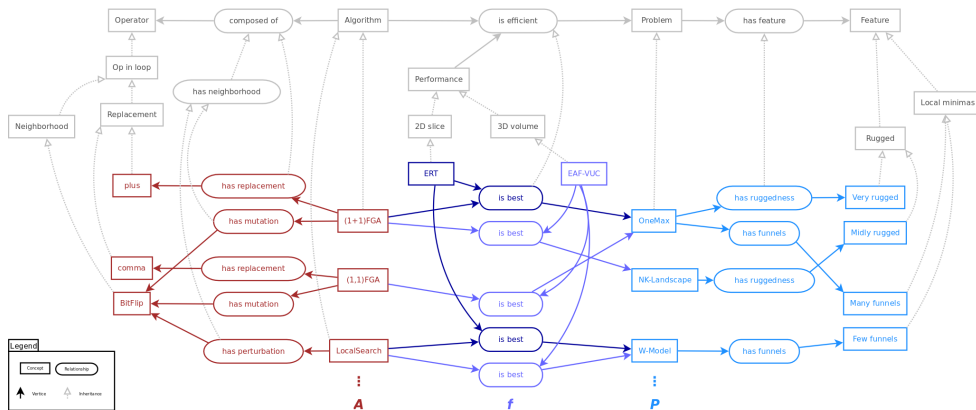 Operator
composed of
Algorithm
is efficient
Problem
has feature
Feature
Op in loop
Performance
has neighborhood
Local minimas
Replacement
Neighborhood
2D slice
3D volume
Rugged
ERT
EAF-VUC
plus
has replacement
is best
has ruggedness
Very rugged
has mutation
(1+1)FGA
OneMax
is best
has funnels
Midly rugged
comma
has replacement
(1,1)FGA
NK-Landscape
has ruggedness
BitFlip
has mutation
is best
Many funnels
is best
Few funnels
has perturbation
LocalSearch
W-Model
has funnels
is best
Legend
Concept
Relationship
Vertice
Inheritance
⋮
⋮
A
f
P